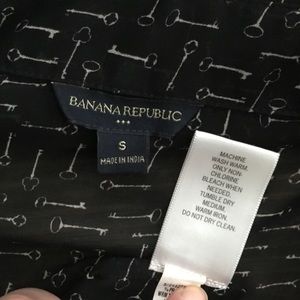 BANANA REPUBLIC
S
MADE IN INDIA
MACHINE
WASH WARM.
ONLY NON-
CHLORINE
BLEACH WHEN
NEEDED.
TUMBLE DRY
MEDIUM.
WARM IRON.
DO NOT DRY CLEAN.